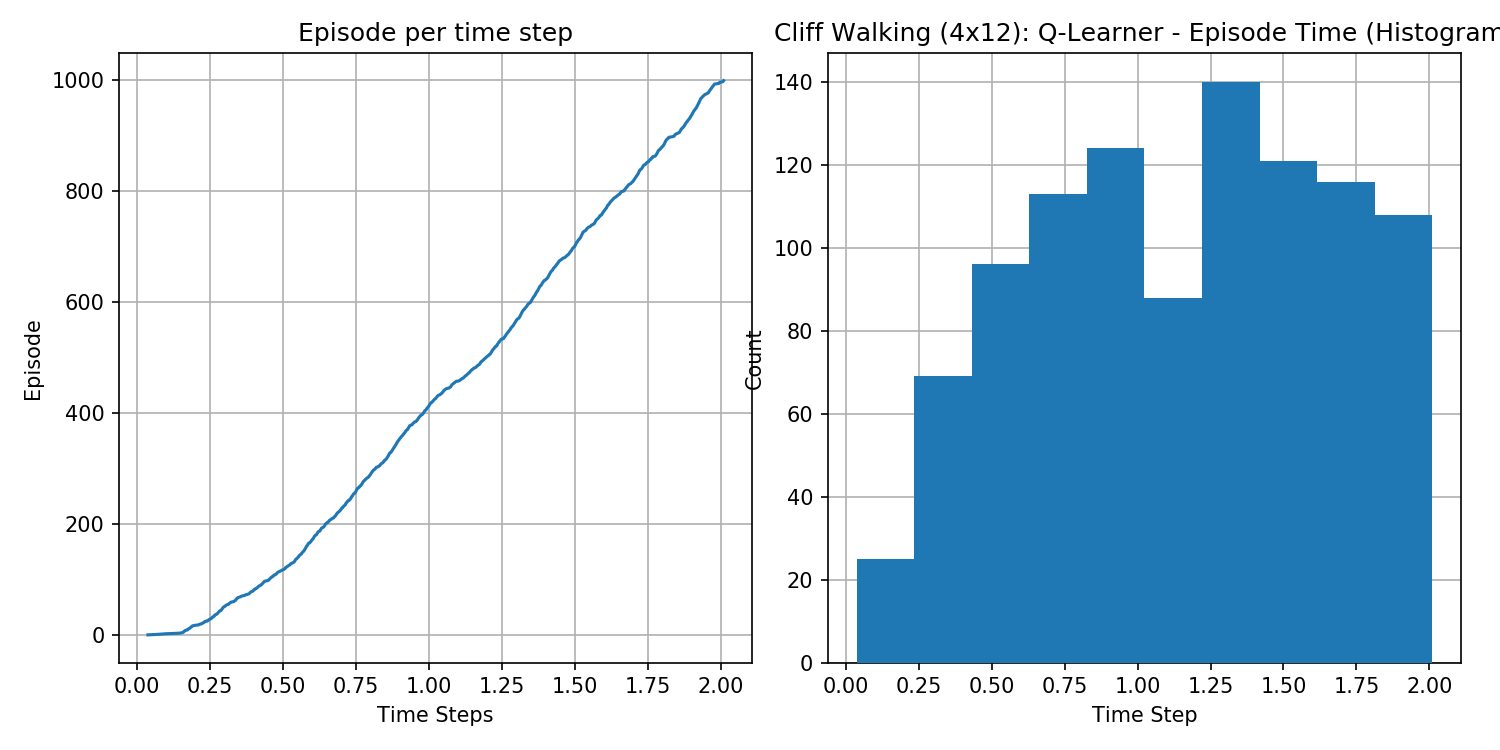 Episode per time step
1000
800
600
400
200
0
Episode
0.00 0.25 0.50 0.75 1.00 1.25 1.50 1.75 2.00
Time Steps
Cliff Walking (4x12): Q-Learner - Episode Time (Histogram
140
120
100
80
60
40
20
0
Count
0.00 0.25 0.50 0.75 1.00 1.25 1.50 1.75 2.00
Time Step